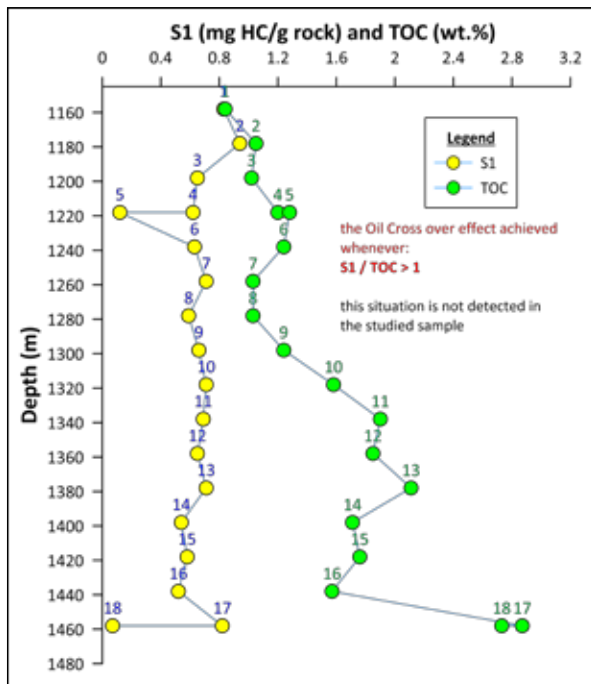 S1 (mg HC/g rock) and TOC (wt.%)
0 0.4 0.8 1.2 1.6 2 2.4 2.8 3.2
Depth (m)
1160
1180
1200
1220
1240
1260
1280
1300
1320
1340
1360
1380
1400
1420
1440
1460
1480
1
2 2
3 3
5 4 4 5
6 6
7 7
8 8
9 9
10 10
11 11
12 12
13 13
14 14
15 15
16 16
18 17 18 17
Legend
S1
TOC
the Oil Cross over effect achieved
whenever:
S1 / TOC > 1
this situation is not detected in
the studied sample